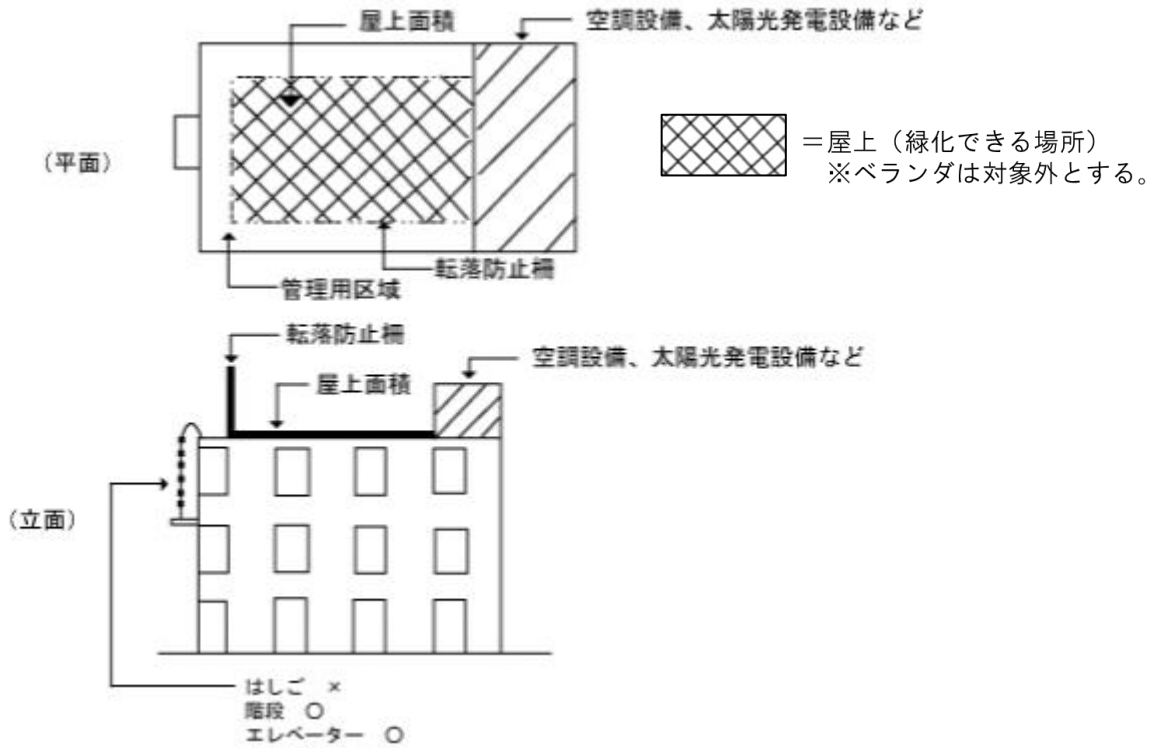 屋上面積
空調設備、太陽光発電設備など
(平面)
＝屋上（緑化できる場所）
※ベランダは対象外とする。
転落防止柵
管理用区域
転落防止柵
空調設備、太陽光発電設備など
屋上面積
(立面)
はしご ×
階段 〇
エレベーター 〇